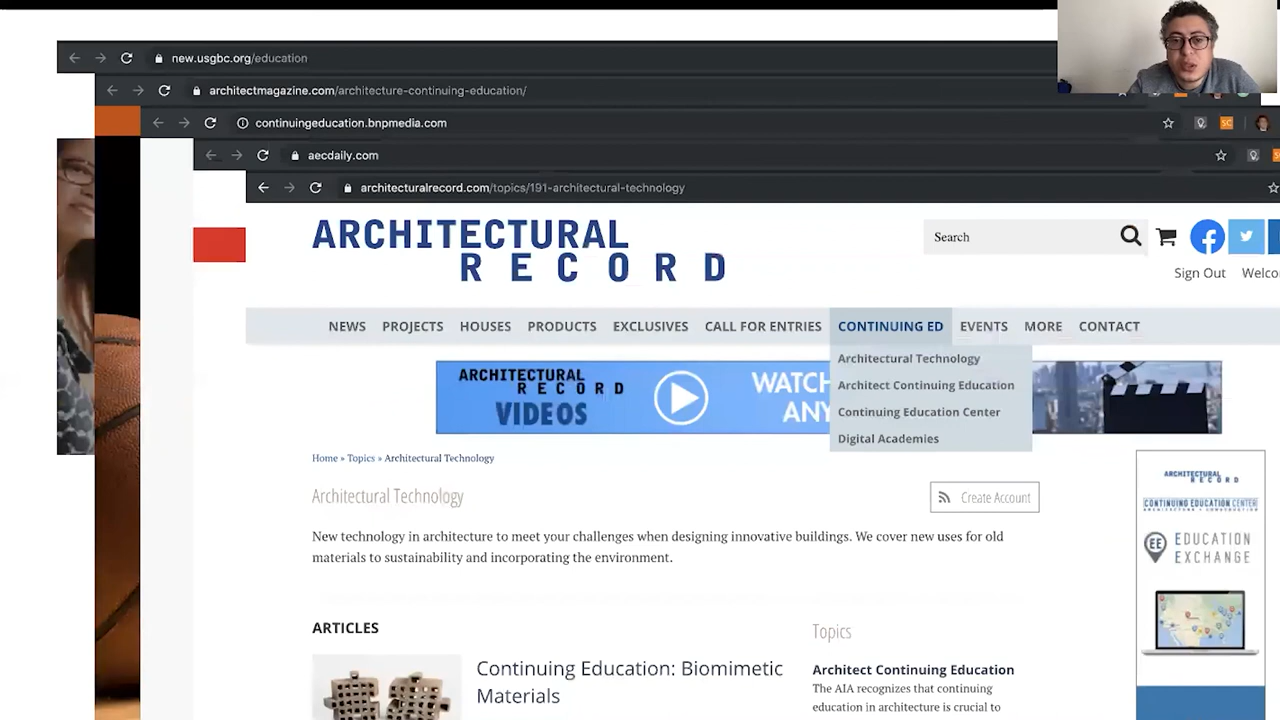 new.usgbc.org/education
architectmagazine.com/architecture-continuing-education/
continuingeducation.bnpmedia.com
SC
aecdaily.com
architecturalrecord.com/topics/191-architectural-technology
ARCHITECTURAL
RECORD
Search
Sign Out
NEWS PROJECTS HOUSES PRODUCTS EXCLUSIVES CALL FOR ENTRIES CONTINUING ED EVENTS MORE CONTACT
Architectural Technology
Architect Continuing Education
Continuing Education Center
Digital Academies
ARCHITECTURAL
RECORD
VIDEOS
WATCH
ANY
Home » Topics » Architectural Technology
Architectural Technology
Create Account
New technology in architecture to meet your challenges when designing innovative buildings. We cover new uses for old
materials to sustainability and incorporating the environment.
ARCHITECTURAL
RECORD
CONTINUING EDUCATION CENTER
ARCHITECTURE + CONSTRUCTION
EE
EDUCATION
EXCHANGE
ARTICLES
Continuing Education: Biomimetic
Materials
Topics
Architect Continuing Education
The AIA recognizes that continuing
education in architecture is crucial to